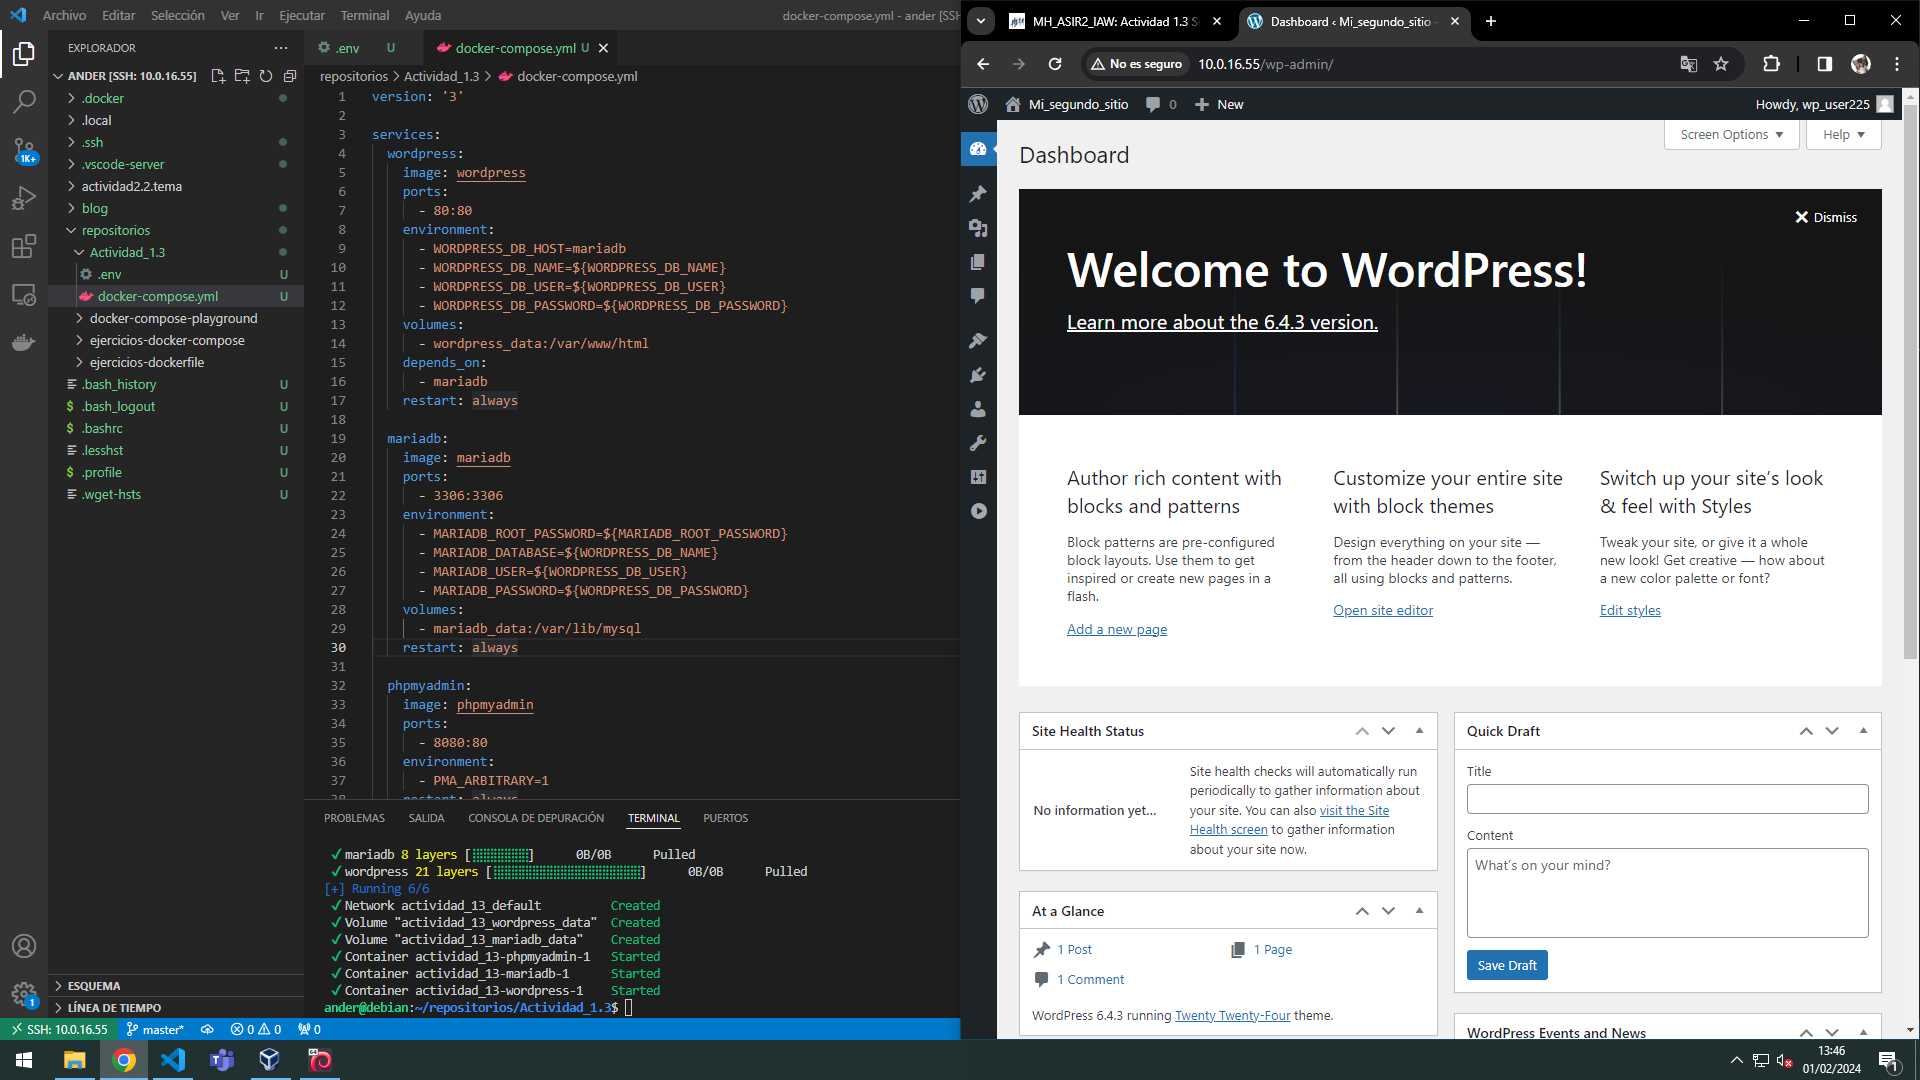 Archivo Editar Selección Ver Ir Ejecutar Terminal Ayuda
docker-compose.yml - ander [SSH
EXPLORADOR
ANDER [SSH: 10.0.16.55]
.docker
.local
.ssh
.vscode-server
actividad2.2.tema
blog
repositorios
Actividad_1.3
.env U
docker-compose.yml U
docker-compose-playground
ejercicios-docker-compose
ejercicios-dockerfile
.bash_history U
$ .bash_logout U
$ .bashrc U
.lesshst U
$ .profile U
.wget-hsts U
1K+
ESQUEMA
LÍNEA DE TIEMPO
1
.env U
docker-compose.yml U
repositorios > Actividad_1.3 > docker-compose.yml
1 version: '3'
2
3 services:
4 wordpress:
5 image: wordpress
6 ports:
7 - 80:80
8 environment:
9 - WORDPRESS_DB_HOST=mariadb
10 - WORDPRESS_DB_NAME=${WORDPRESS_DB_NAME}
11 - WORDPRESS_DB_USER=${WORDPRESS_DB_USER}
12 - WORDPRESS_DB_PASSWORD=${WORDPRESS_DB_PASSWORD}
13 volumes:
14 - wordpress_data:/var/www/html
15 depends_on:
16 - mariadb
17 restart: always
18
19 mariadb:
20 image: mariadb
21 ports:
22 - 3306:3306
23 environment:
24 - MARIADB_ROOT_PASSWORD=${MARIADB_ROOT_PASSWORD}
25 - MARIADB_DATABASE=${WORDPRESS_DB_NAME}
26 - MARIADB_USER=${WORDPRESS_DB_USER}
27 - MARIADB_PASSWORD=${WORDPRESS_DB_PASSWORD}
28 volumes:
29 - mariadb_data:/var/lib/mysql
30 restart: always
31
32 phpmyadmin:
33 image: phpmyadmin
34 ports:
35 - 8080:80
36 environment:
37 - PMA_ARBITRARY=1
38 restart: always
PROBLEMAS SALIDA CONSOLA DE DEPURACIÓN TERMINAL PUERTOS
✔ mariadb 8 layers [⣿⣿⣿⣿⣿⣿⣿⣿] 0B/0B Pulled
✔ wordpress 21 layers [⣿⣿⣿⣿⣿⣿⣿⣿⣿⣿⣿⣿⣿⣿⣿⣿⣿⣿⣿⣿⣿] 0B/0B Pulled
[+] Running 6/6
✔ Network actividad_13_default Created
✔ Volume "actividad_13_wordpress_data" Created
✔ Volume "actividad_13_mariadb_data" Created
✔ Container actividad_13-phpmyadmin-1 Started
✔ Container actividad_13-mariadb-1 Started
✔ Container actividad_13-wordpress-1 Started
ander@debian:~/repositorios/Actividad_1.3$
SSH: 10.0.16.55 master* 0 0 0
MH_ASIR2_IAW: Actividad 1.3 S
Dashboard ‹ Mi_segundo_sitio -
No es seguro 10.0.16.55/wp-admin/
Mi_segundo_sitio 0 New Howdy, wp_user225
Screen Options Help
Dashboard
Dismiss
Welcome to WordPress!
Learn more about the 6.4.3 version.
Author rich content with
blocks and patterns
Block patterns are pre-configured
block layouts. Use them to get
inspired or create new pages in a
flash.
Add a new page
Customize your entire site
with block themes
Design everything on your site —
from the header down to the footer,
all using blocks and patterns.
Open site editor
Switch up your site’s look
& feel with Styles
Tweak your site, or give it a whole
new look! Get creative — how about
a new color palette or font?
Edit styles
Site Health Status
No information yet…
Site health checks will automatically run
periodically to gather information about
your site. You can also visit the Site
Health screen to gather information
about your site now.
At a Glance
1 Post 1 Page
1 Comment
WordPress 6.4.3 running Twenty Twenty-Four theme.
Quick Draft
Title
Content
What’s on your mind?
Save Draft
WordPress Events and News
13:46
01/02/2024
1